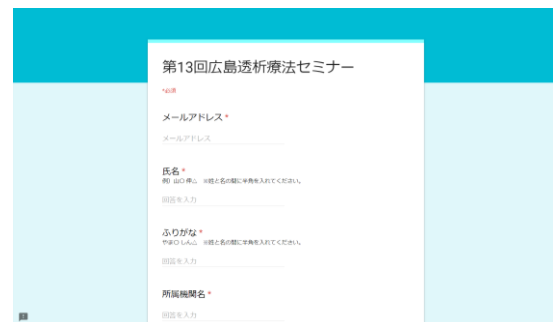 第13回広島透析療法セミナー
*必須
メールアドレス *
メールアドレス
氏名 *
例）山〇 伸△　※姓と名の間に半角を入れてください。
回答を入力
ふりがな *
やま〇 しん△　※姓と名の間に半角を入れてください。
回答を入力
所属機関名 *
回答を入力